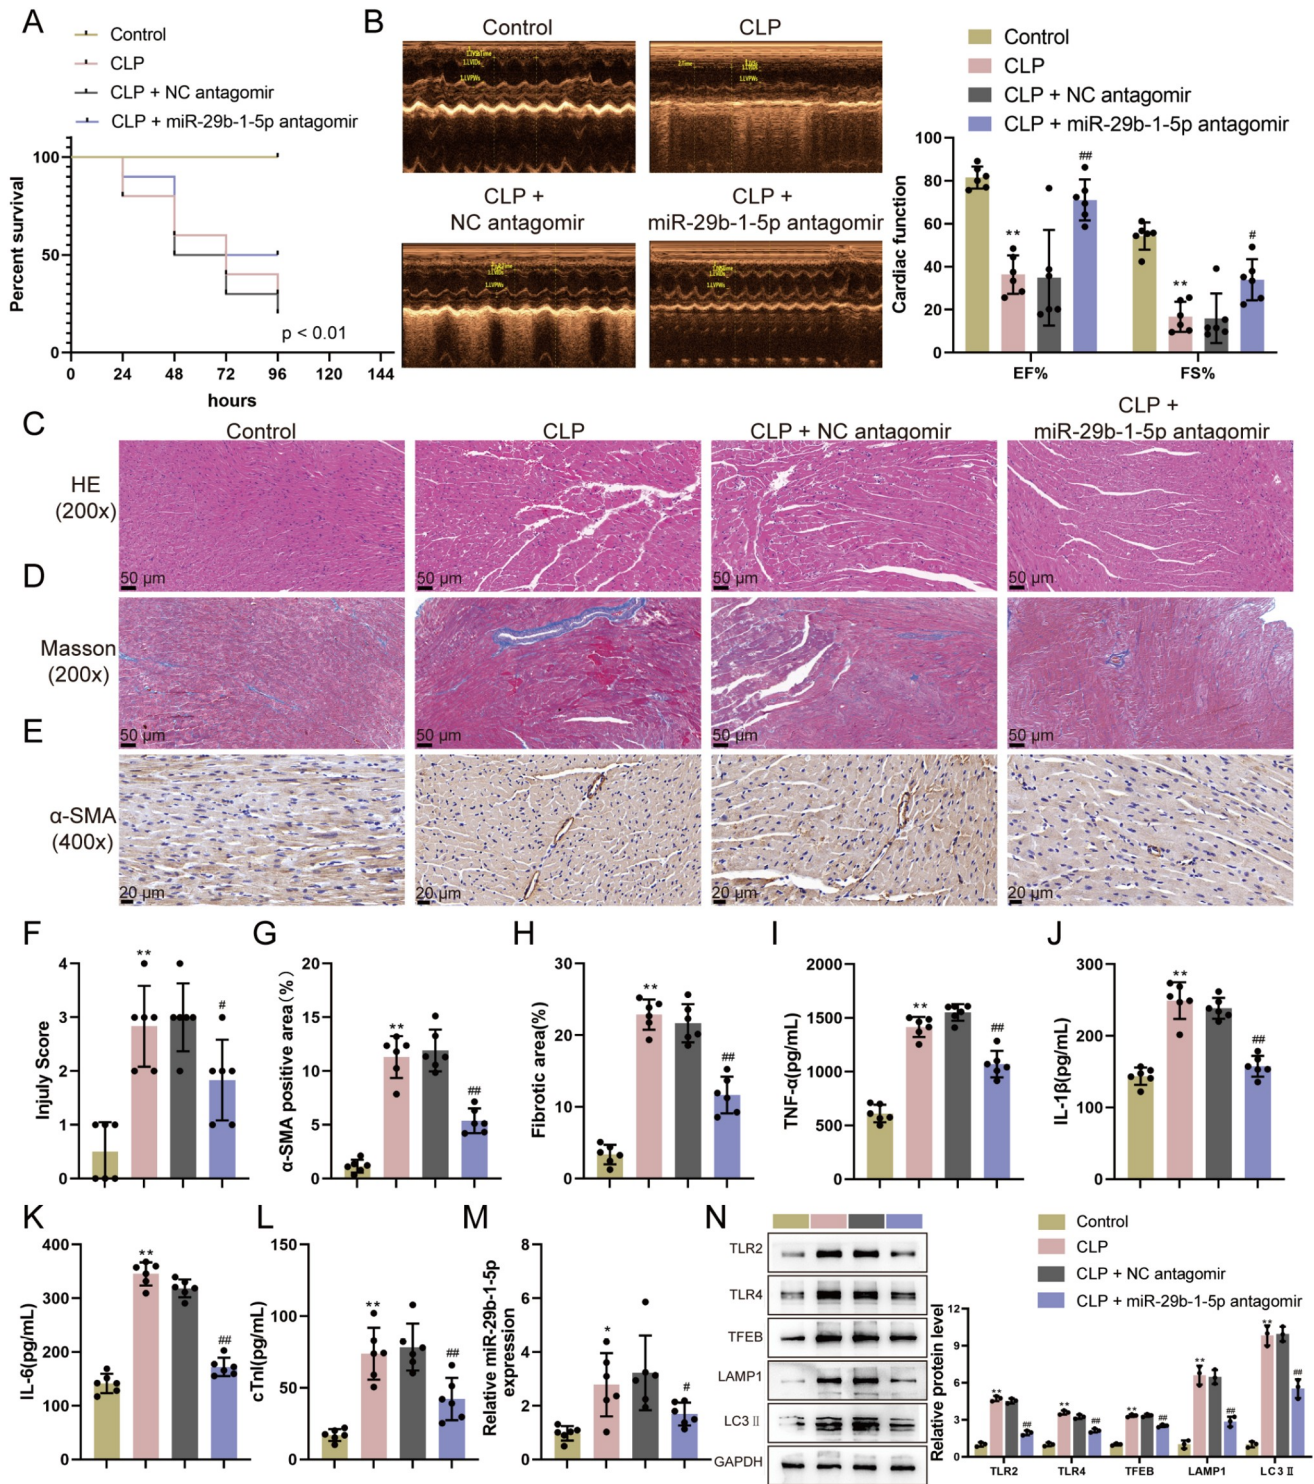 A
Control
CLP
CLP + NC antagomir
CLP + miR-29b-1-5p antagomir
Percent survival
100
50
0
p < 0.01
0 24 48 72 96 120 144
hours
B
Control
CLP
CLP +
NC antagomir
CLP +
miR-29b-1-5p antagomir
Control
CLP
CLP + NC antagomir
CLP + miR-29b-1-5p antagomir
Cardiac function
100
80
60
40
20
0
**
##
**
#
EF% FS%
C
Control
CLP
CLP + NC antagomir
CLP +
miR-29b-1-5p antagomir
HE
(200x)
50 µm
50 µm
50 µm
50 µm
D
Masson
(200x)
50 µm
50 µm
50 µm
50 µm
E
α-SMA
(400x)
20 µm
20 µm
20 µm
20 µm
F
Injuly Score
4
3
2
1
0
**
#
G
α-SMA positive area(%)
20
15
10
5
0
**
##
H
Fibrotic area(%)
30
20
10
0
**
##
I
TNF-α(pg/mL)
2000
1500
1000
500
0
**
##
J
IL-1β(pg/mL)
300
200
100
0
**
##
K
IL-6(pg/mL)
400
300
200
100
0
**
##
L
cTnI(pg/mL)
150
100
50
0
**
##
M
Relative miR-29b-1-5p
expression
8
6
4
2
0
*
#
N
TLR2
TLR4
TFEB
LAMP1
LC3 II
GAPDH
Control
CLP
CLP + NC antagomir
CLP + miR-29b-1-5p antagomir
Relative protein level
12
9
6
3
0
**
##
**
##
**
##
**
##
**
##
TLR2 TLR4 TFEB LAMP1 LC3 II